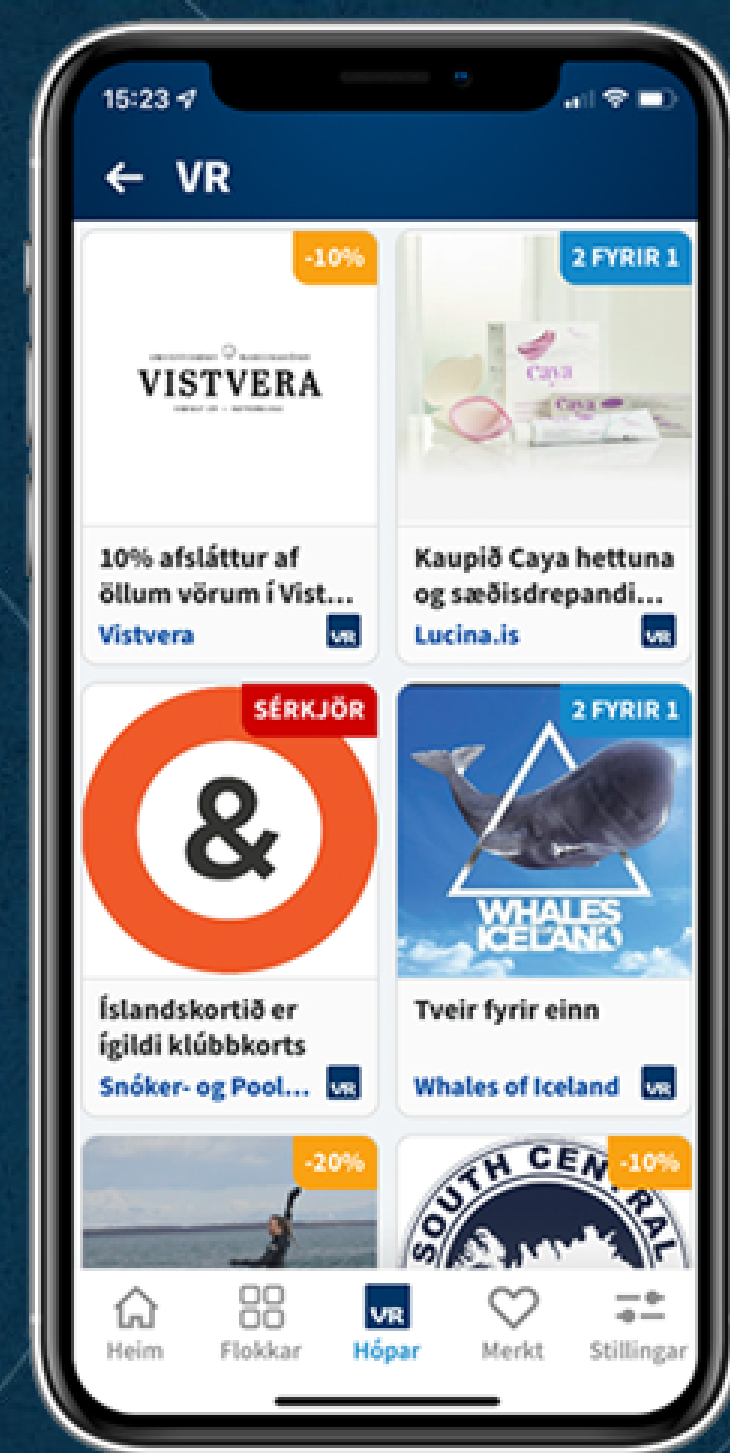 15:23
VR
-10%
VISTVERA
10% afsláttur af
öllum vörum í Vist...
Vistvera
VR
2 FYRIR 1
caya
caya
Kaupið Caya hettuna
og sæðisdrepandi...
Lucina.is
VR
SÉRKJÖR
&
Íslandskortið er
ígildi klúbbkorts
Snóker- og Pool...
VR
2 FYRIR 1
WHALES
ICELAND
Tveir fyrir einn
Whales of Iceland
VR
-20%
-10%
SOUTH CENTRAL
VR
Heim
Flokkar
Hópar
Merkt
Stillingar